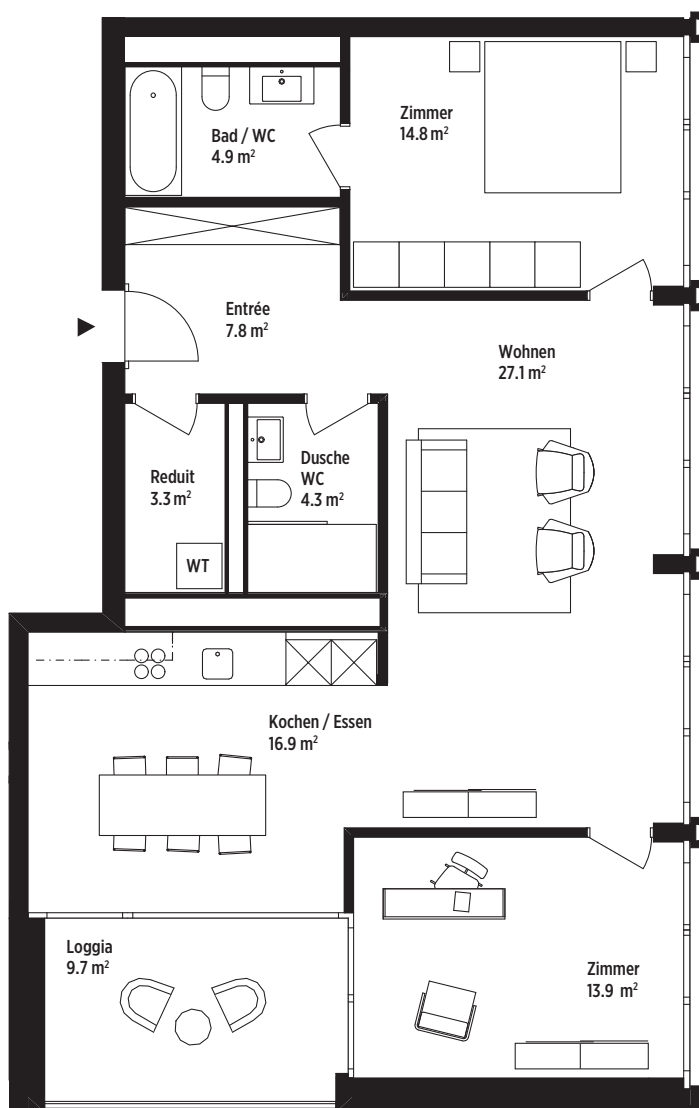 Bad / WC
4.9 m²
Zimmer
14.8 m²
Entrée
7.8 m²
Wohnen
27.1 m²
Reduit
3.3 m²
Dusche
WC
4.3 m²
WT
Kochen / Essen
16.9 m²
Loggia
9.7 m²
Zimmer
13.9 m²